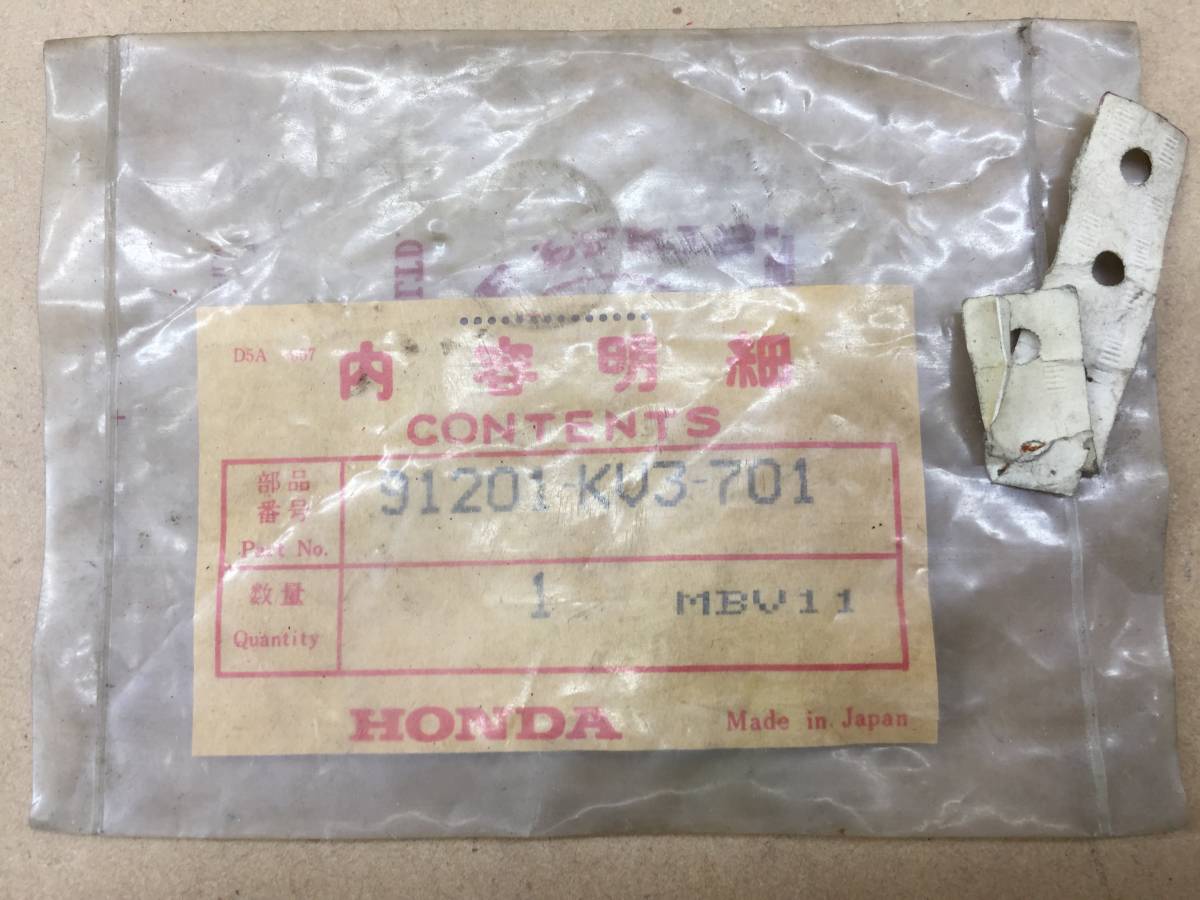 D5A
内容明細
CONTENTS
部品番号
Part No.
91201-KV3-701
数量
Quantity
1 MBV11
HONDA
Made in Japan